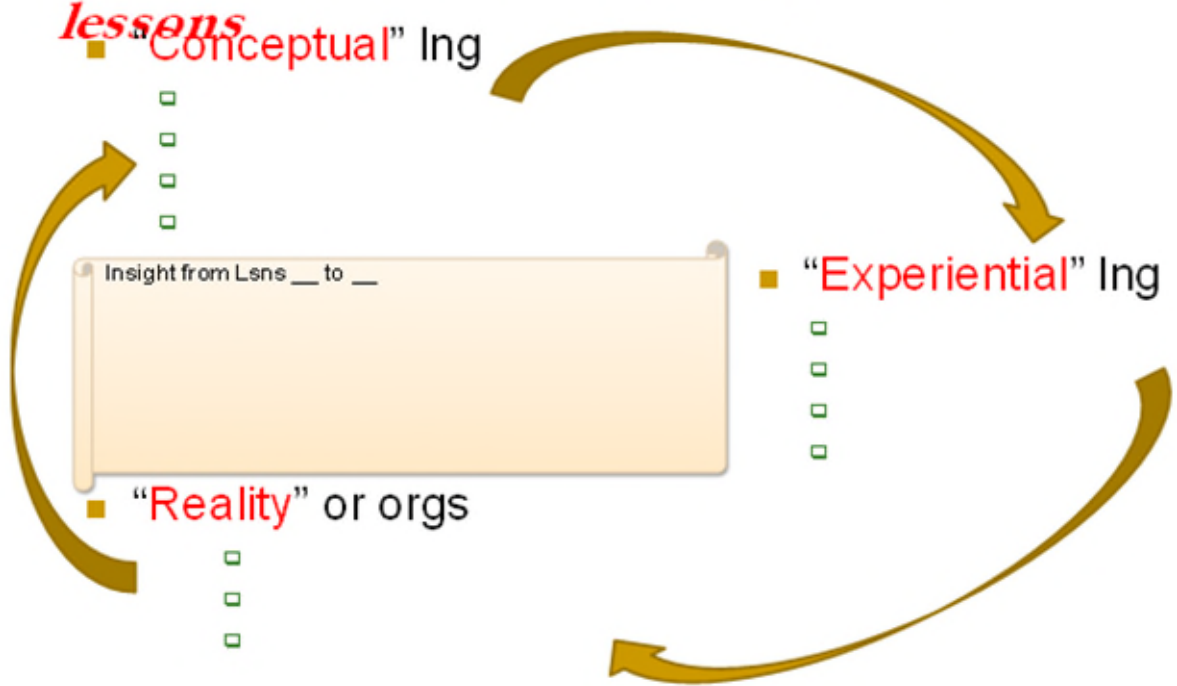 lessons
“Conceptual” lng
Insight from Lsns __ to __
“Experiential” lng
“Reality” or orgs